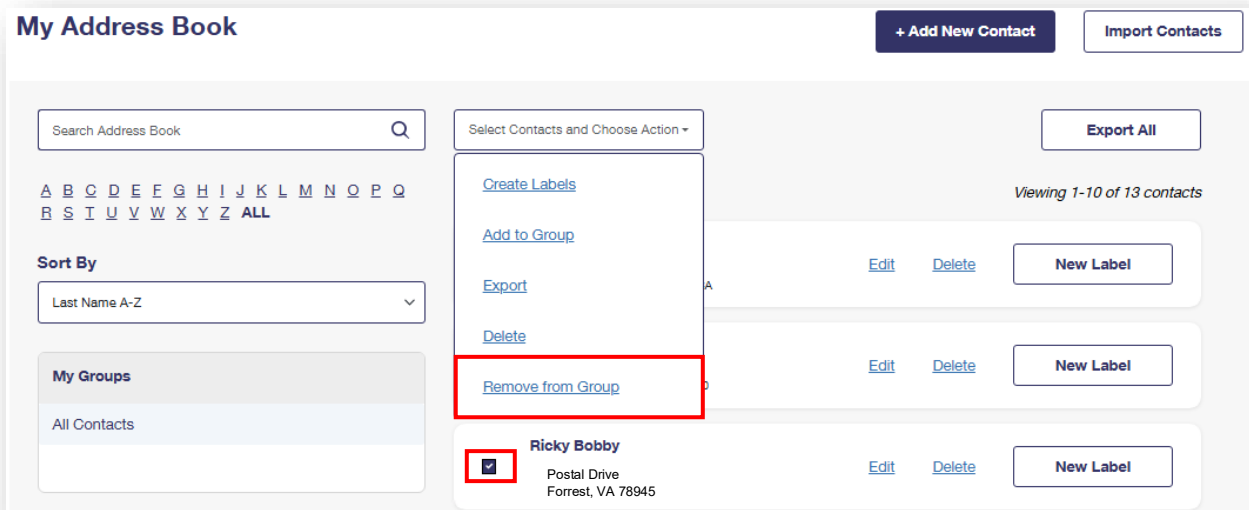 My Address Book
+ Add New Contact
Import Contacts
Search Address Book
A B C D E F G H I J K L M N O P Q
R S T U V W X Y Z ALL
Sort By
Last Name A-Z
My Groups
All Contacts
Select Contacts and Choose Action
Create Labels
Add to Group
Export
Delete
Remove from Group
Export All
Viewing 1-10 of 13 contacts
A
Edit Delete New Label
Edit Delete New Label
Ricky Bobby
Postal Drive
Forrest, VA 78945
Edit Delete New Label